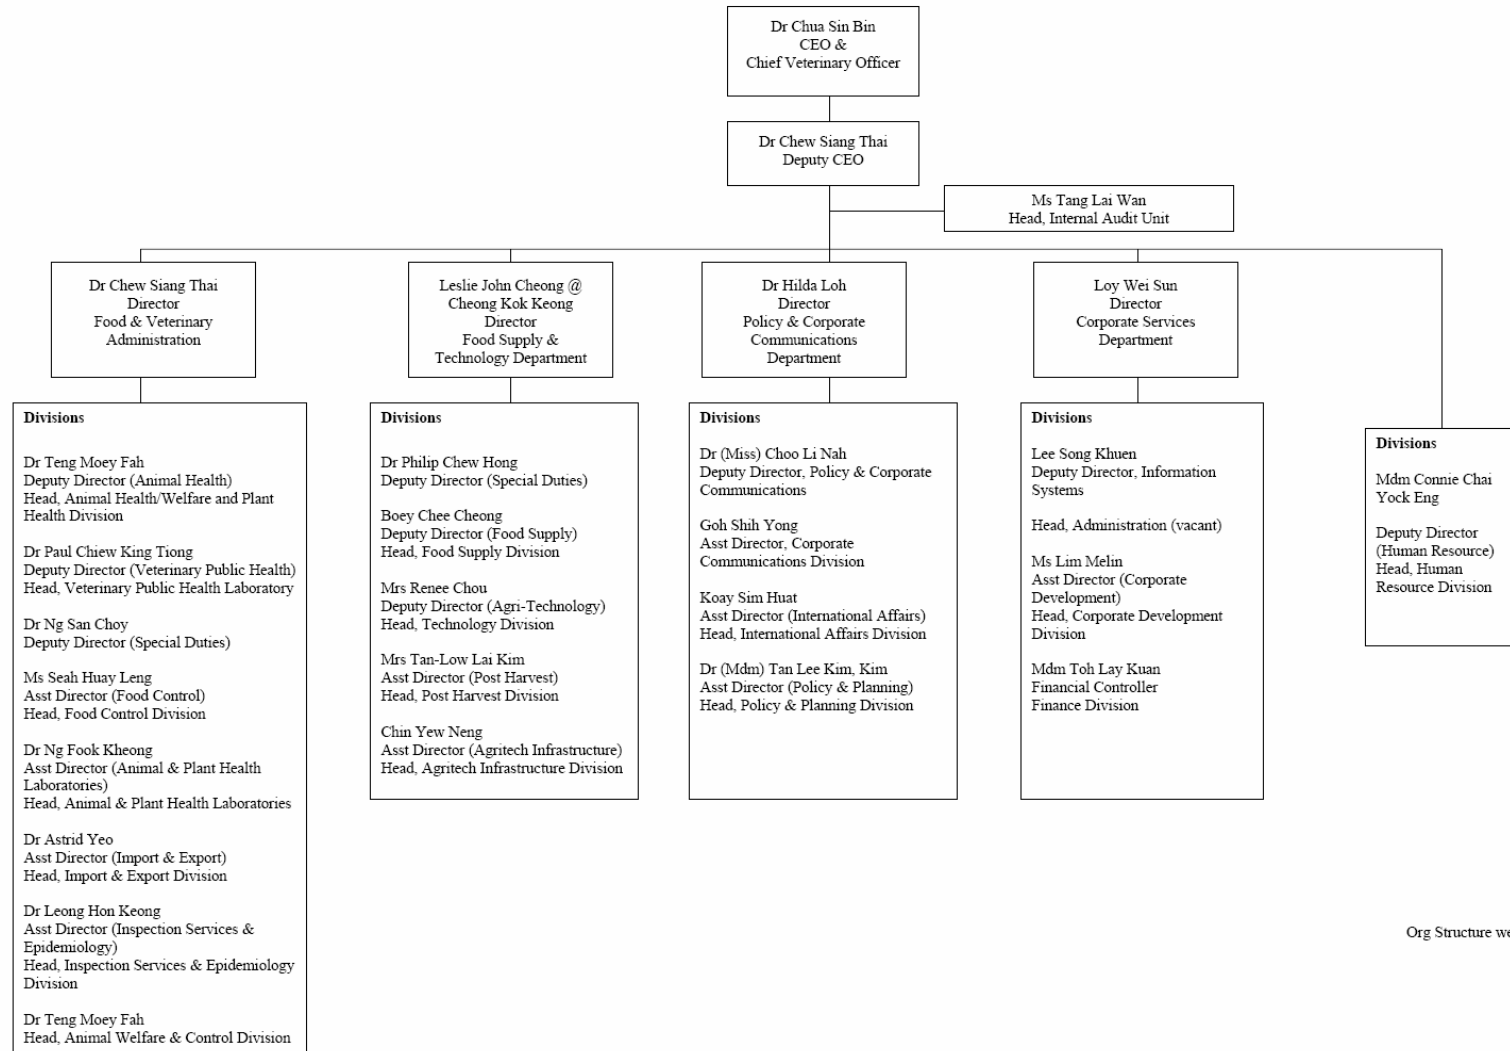 Dr Chua Sin Bin
CEO &
Chief Veterinary Officer
Dr Chew Siang Thai
Deputy CEO
Ms Tang Lai Wan
Head, Internal Audit Unit
Dr Chew Siang Thai
Director
Food & Veterinary
Administration
Leslie John Cheong @
Cheong Kok Keong
Director
Food Supply &
Technology Department
Dr Hilda Loh
Director
Policy & Corporate
Communications
Department
Loy Wei Sun
Director
Corporate Services
Department
Divisions
Dr Teng Moey Fah
Deputy Director (Animal Health)
Head, Animal Health/Welfare and Plant
Health Division
Dr Paul Chiew King Tiong
Deputy Director (Veterinary Public Health)
Head, Veterinary Public Health Laboratory
Dr Ng San Choy
Deputy Director (Special Duties)
Ms Seah Huay Leng
Asst Director (Food Control)
Head, Food Control Division
Dr Ng Fook Kheong
Asst Director (Animal & Plant Health
Laboratories)
Head, Animal & Plant Health Laboratories
Dr Astrid Yeo
Asst Director (Import & Export)
Head, Import & Export Division
Dr Leong Hon Keong
Asst Director (Inspection Services &
Epidemiology)
Head, Inspection Services & Epidemiology
Division
Dr Teng Moey Fah
Head, Animal Welfare & Control Division
Divisions
Dr Philip Chew Hong
Deputy Director (Special Duties)
Boey Chee Cheong
Deputy Director (Food Supply)
Head, Food Supply Division
Mrs Renee Chou
Deputy Director (Agri-Technology)
Head, Technology Division
Mrs Tan-Low Lai Kim
Asst Director (Post Harvest)
Head, Post Harvest Division
Chin Yew Neng
Asst Director (Agritech Infrastructure)
Head, Agritech Infrastructure Division
Divisions
Dr (Miss) Choo Li Nah
Deputy Director, Policy & Corporate
Communications
Goh Shih Yong
Asst Director, Corporate
Communications Division
Koay Sim Huat
Asst Director (International Affairs)
Head, International Affairs Division
Dr (Mdm) Tan Lee Kim, Kim
Asst Director (Policy & Planning)
Head, Policy & Planning Division
Divisions
Lee Song Khuen
Deputy Director, Information
Systems
Head, Administration (vacant)
Ms Lim Melin
Asst Director (Corporate
Development)
Head, Corporate Development
Division
Mdm Toh Lay Kuan
Financial Controller
Finance Division
Divisions
Mdm Connie Chai
Yock Eng
Deputy Director
(Human Resource)
Head, Human
Resource Division
Org Structure we